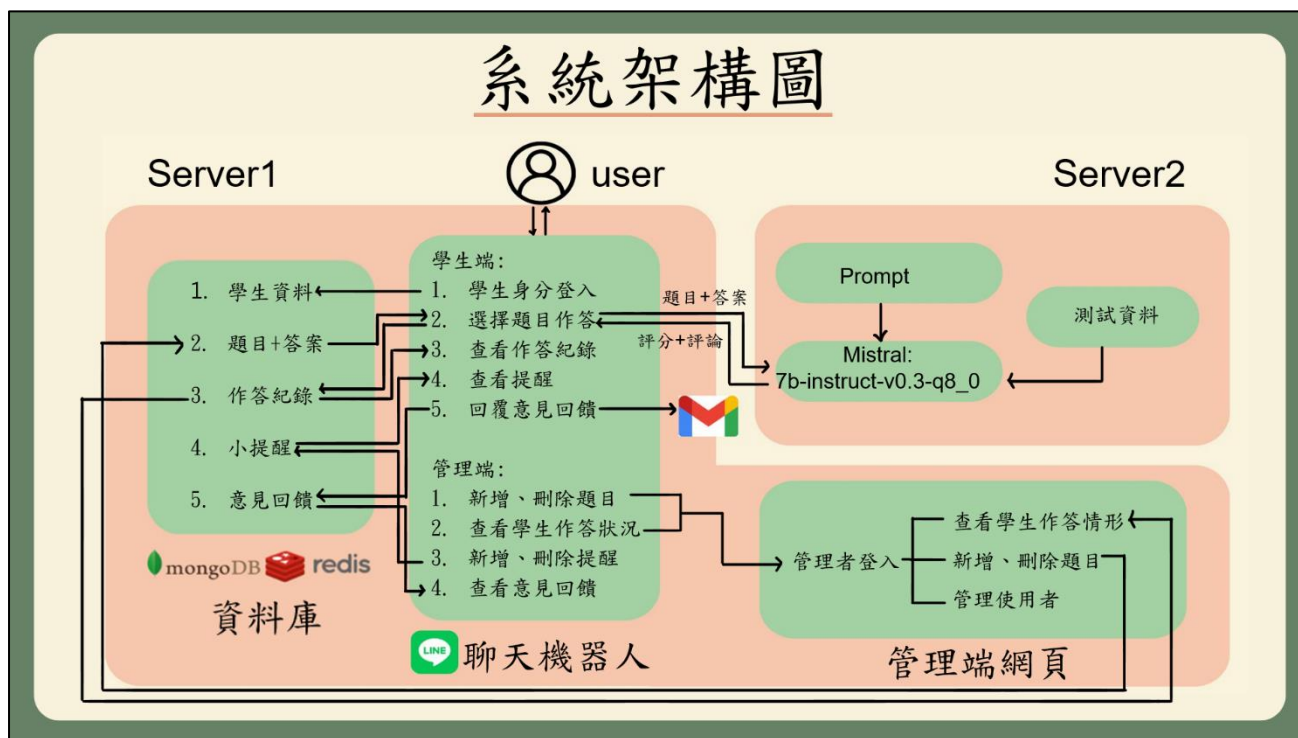 系統架構圖
Server1
user
Server2
1. 學生資料
2. 題目+答案
3. 作答紀錄
4. 小提醒
5. 意見回饋
mongoDB
redis
資料庫
學生端:
1. 學生身分登入
2. 選擇題目作答
3. 查看作答紀錄
4. 查看提醒
5. 回覆意見回饋
管理端:
1. 新增、刪除題目
2. 查看學生作答狀況
3. 新增、刪除提醒
4. 查看意見回饋
LINE
聊天機器人
題目+答案
評分+評論
Prompt
測試資料
Mistral:
7b-instruct-v0.3-q8_0
管理者登入
查看學生作答情形
新增、刪除題目
管理使用者
管理端網頁